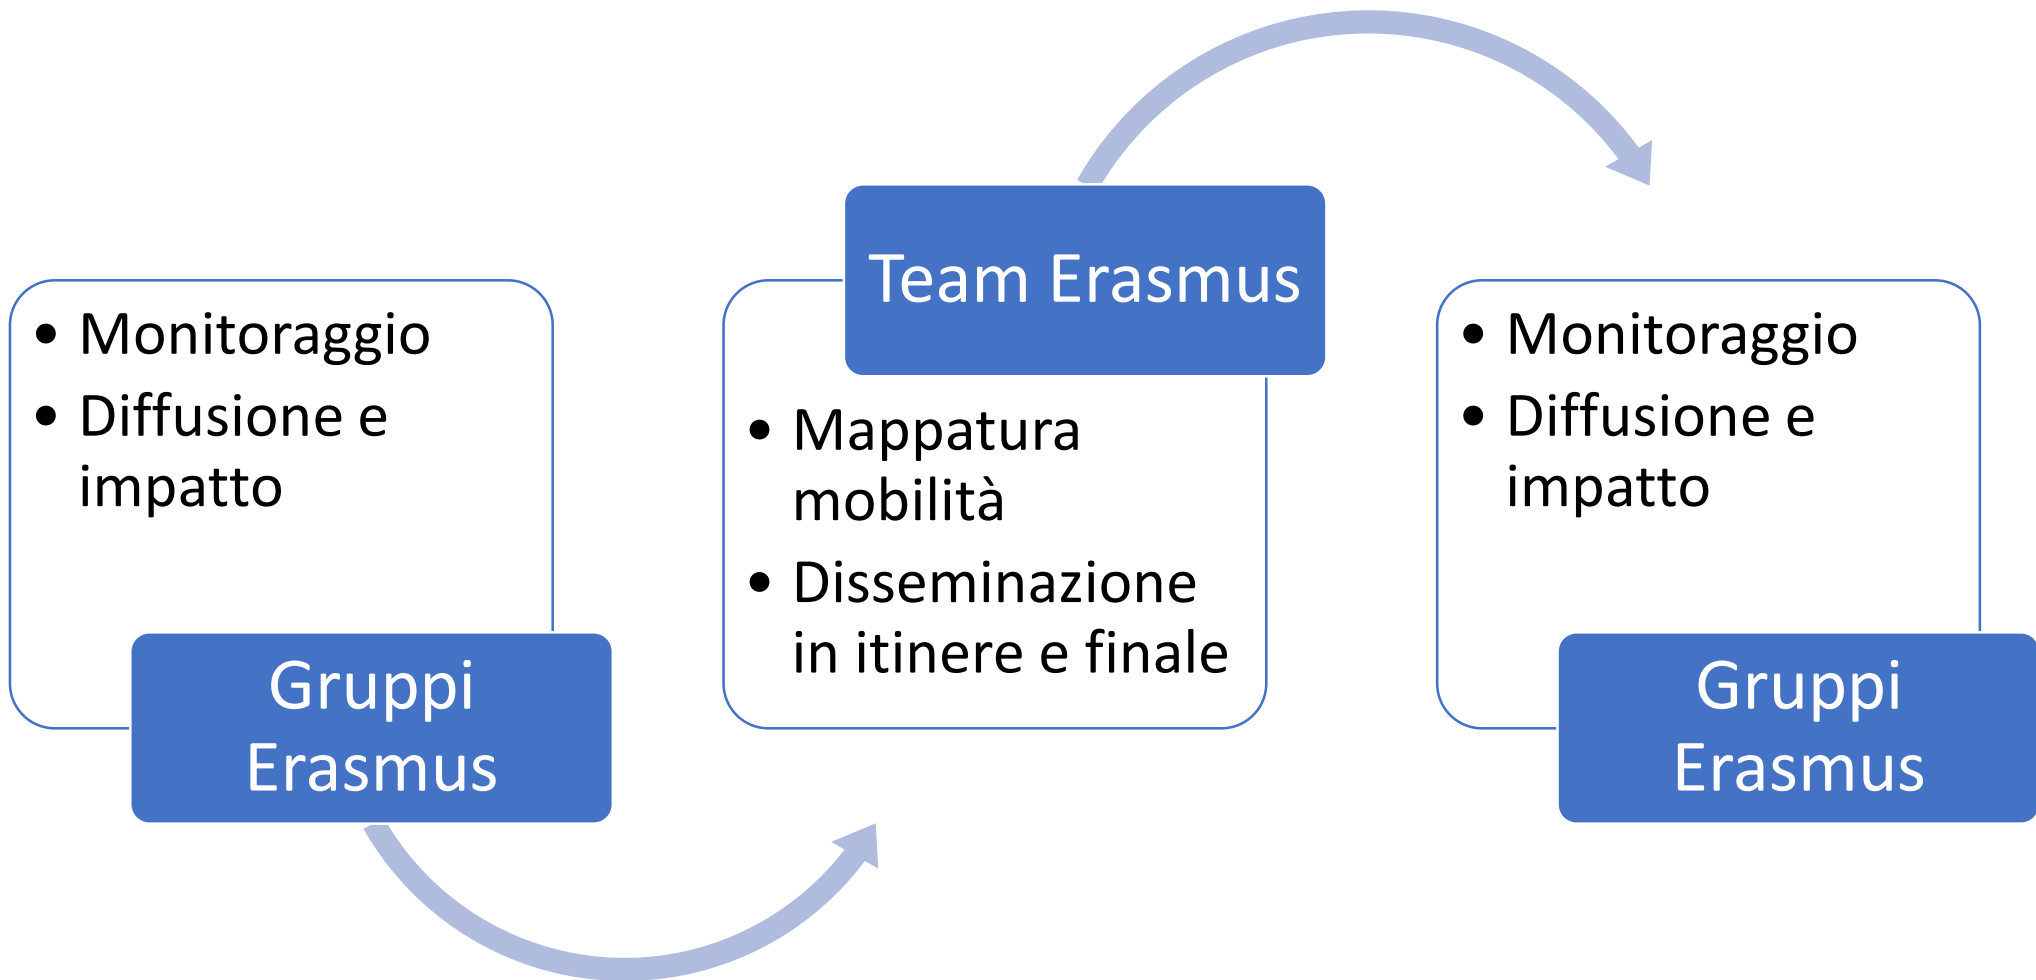 • Monitoraggio
• Diffusione e
impatto
Gruppi
Erasmus
Team Erasmus
• Mappatura
mobilità
• Disseminazione
in itinere e finale
• Monitoraggio
• Diffusione e
impatto
Gruppi
Erasmus